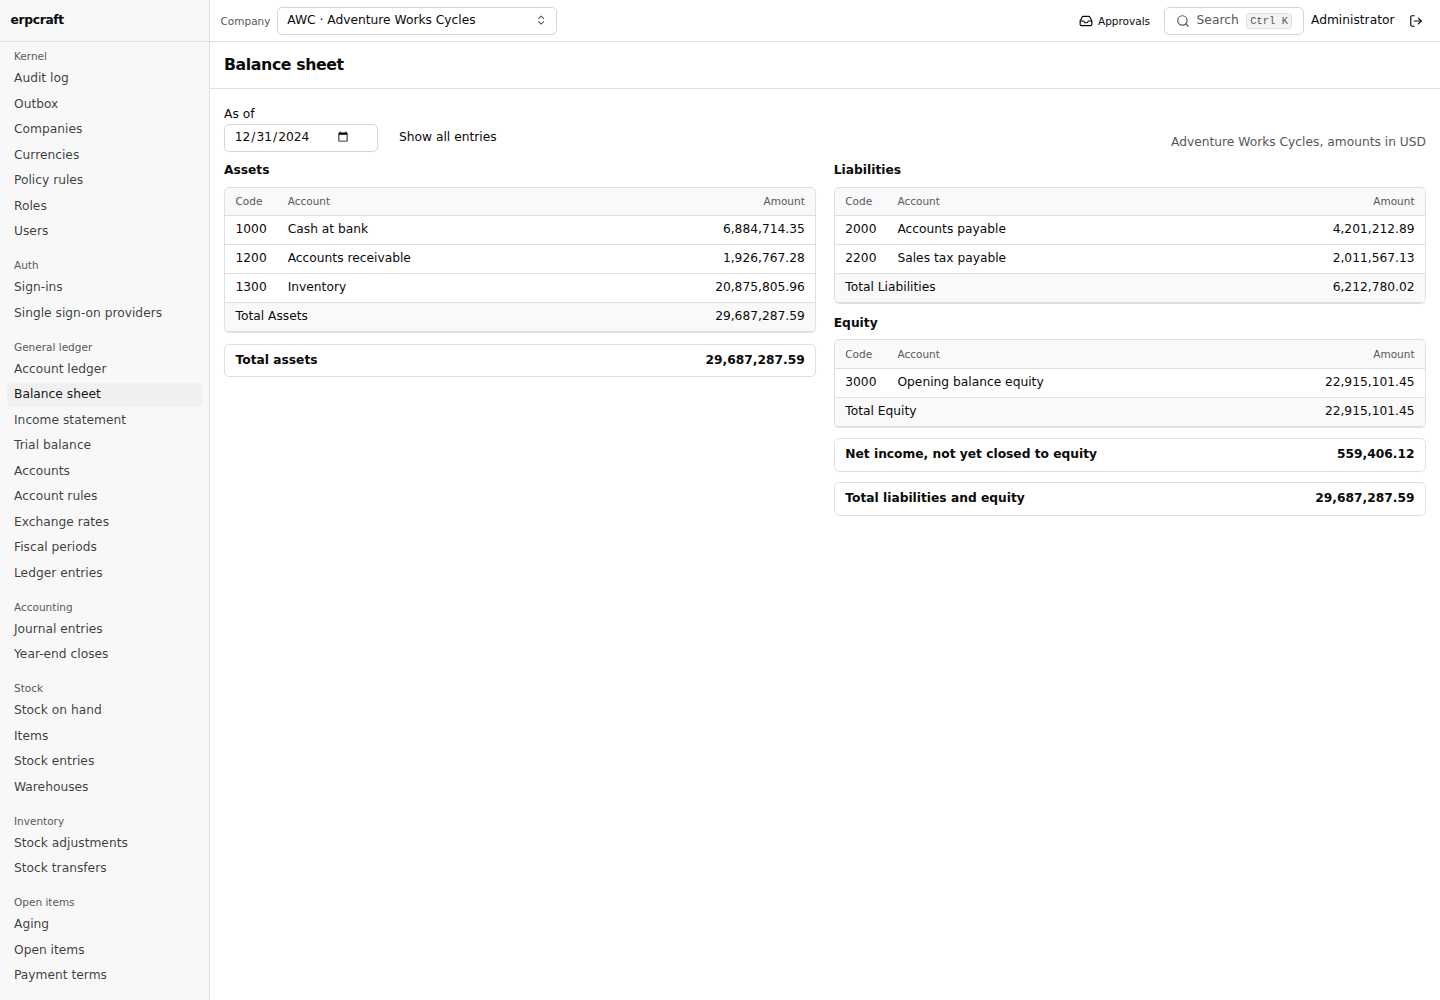 erpcraft
Company
AWC · Adventure Works Cycles
Approvals
Search Ctrl K
Administrator
Kernel
Audit log
Outbox
Companies
Currencies
Policy rules
Roles
Users
Auth
Sign-ins
Single sign-on providers
General ledger
Account ledger
Balance sheet
Income statement
Trial balance
Accounts
Account rules
Exchange rates
Fiscal periods
Ledger entries
Accounting
Journal entries
Year-end closes
Stock
Stock on hand
Items
Stock entries
Warehouses
Inventory
Stock adjustments
Stock transfers
Open items
Aging
Open items
Payment terms
Balance sheet
As of
12/31/2024
Show all entries
Adventure Works Cycles, amounts in USD
Assets
Code Account Amount
1000 Cash at bank 6,884,714.35
1200 Accounts receivable 1,926,767.28
1300 Inventory 20,875,805.96
Total Assets 29,687,287.59
Total assets 29,687,287.59
Liabilities
Code Account Amount
2000 Accounts payable 4,201,212.89
2200 Sales tax payable 2,011,567.13
Total Liabilities 6,212,780.02
Equity
Code Account Amount
3000 Opening balance equity 22,915,101.45
Total Equity 22,915,101.45
Net income, not yet closed to equity 559,406.12
Total liabilities and equity 29,687,287.59